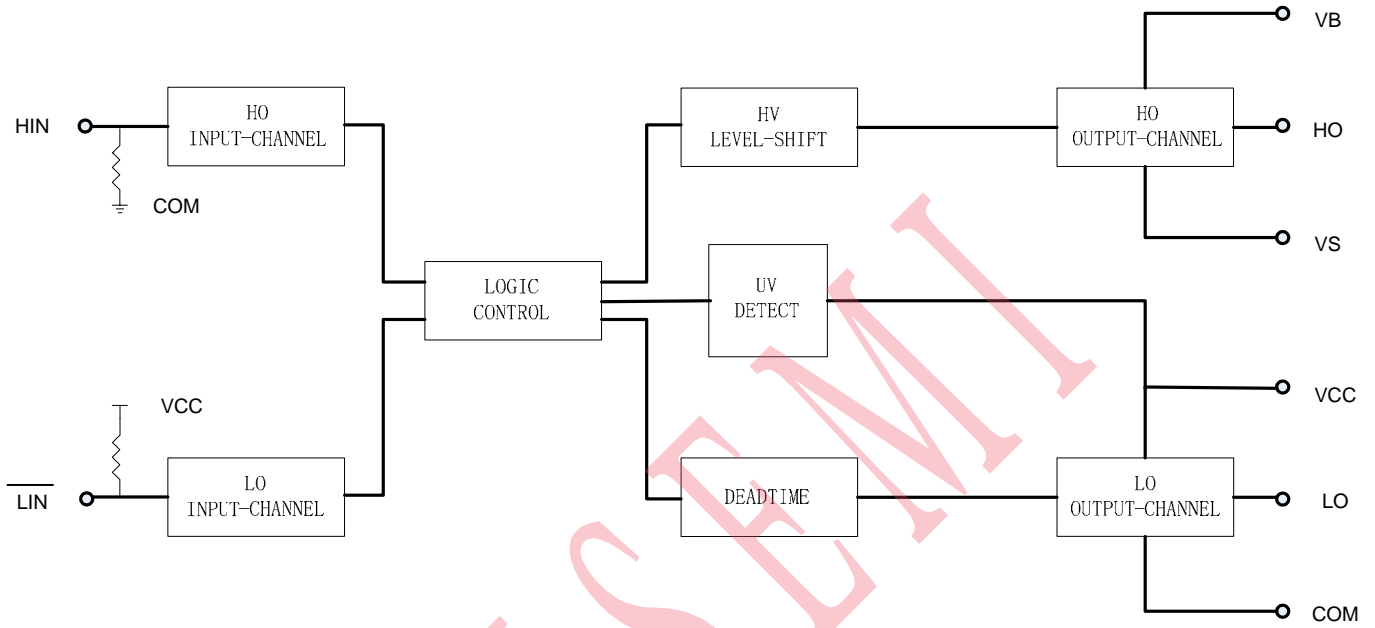 VB
HIN
HO
INPUT-CHANNEL
HV
LEVEL-SHIFT
HO
OUTPUT-CHANNEL
HO
COM
VS
LOGIC
CONTROL
UV
DETECT
VCC
VCC
LIN
LO
INPUT-CHANNEL
DEADTIME
LO
OUTPUT-CHANNEL
LO
COM
SEMI